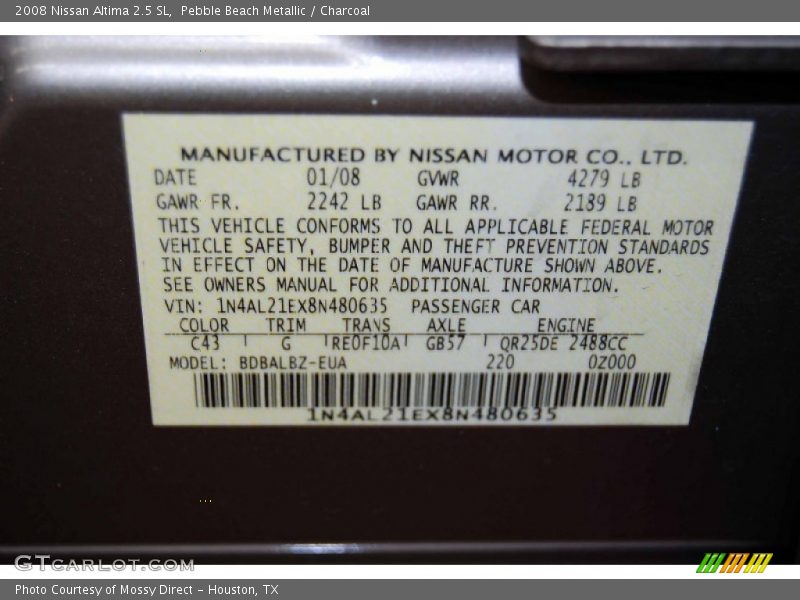 2008 Nissan Altima 2.5 SL,  Pebble Beach Metallic / Charcoal
MANUFACTURED BY NISSAN MOTOR CO., LTD.
DATE 01/08 GVWR 4279 LB
GAWR FR. 2242 LB GAWR RR. 2189 LB
THIS VEHICLE CONFORMS TO ALL APPLICABLE FEDERAL MOTOR
VEHICLE SAFETY, BUMPER AND THEFT PREVENTION STANDARDS
IN EFFECT ON THE DATE OF MANUFACTURE SHOWN ABOVE.
SEE OWNERS MANUAL FOR ADDITIONAL INFORMATION.
VIN: 1N4AL21EX8N480635 PASSENGER CAR
COLOR TRIM TRANS AXLE ENGINE
C43 G RE0F10A GB57 QR25DE 2488CC
MODEL: BDBALBZ-EUA 220 0Z000
1N4AL21EX8N480635
GTCARLOT.COM
Photo Courtesy of Mossy Direct – Houston, TX